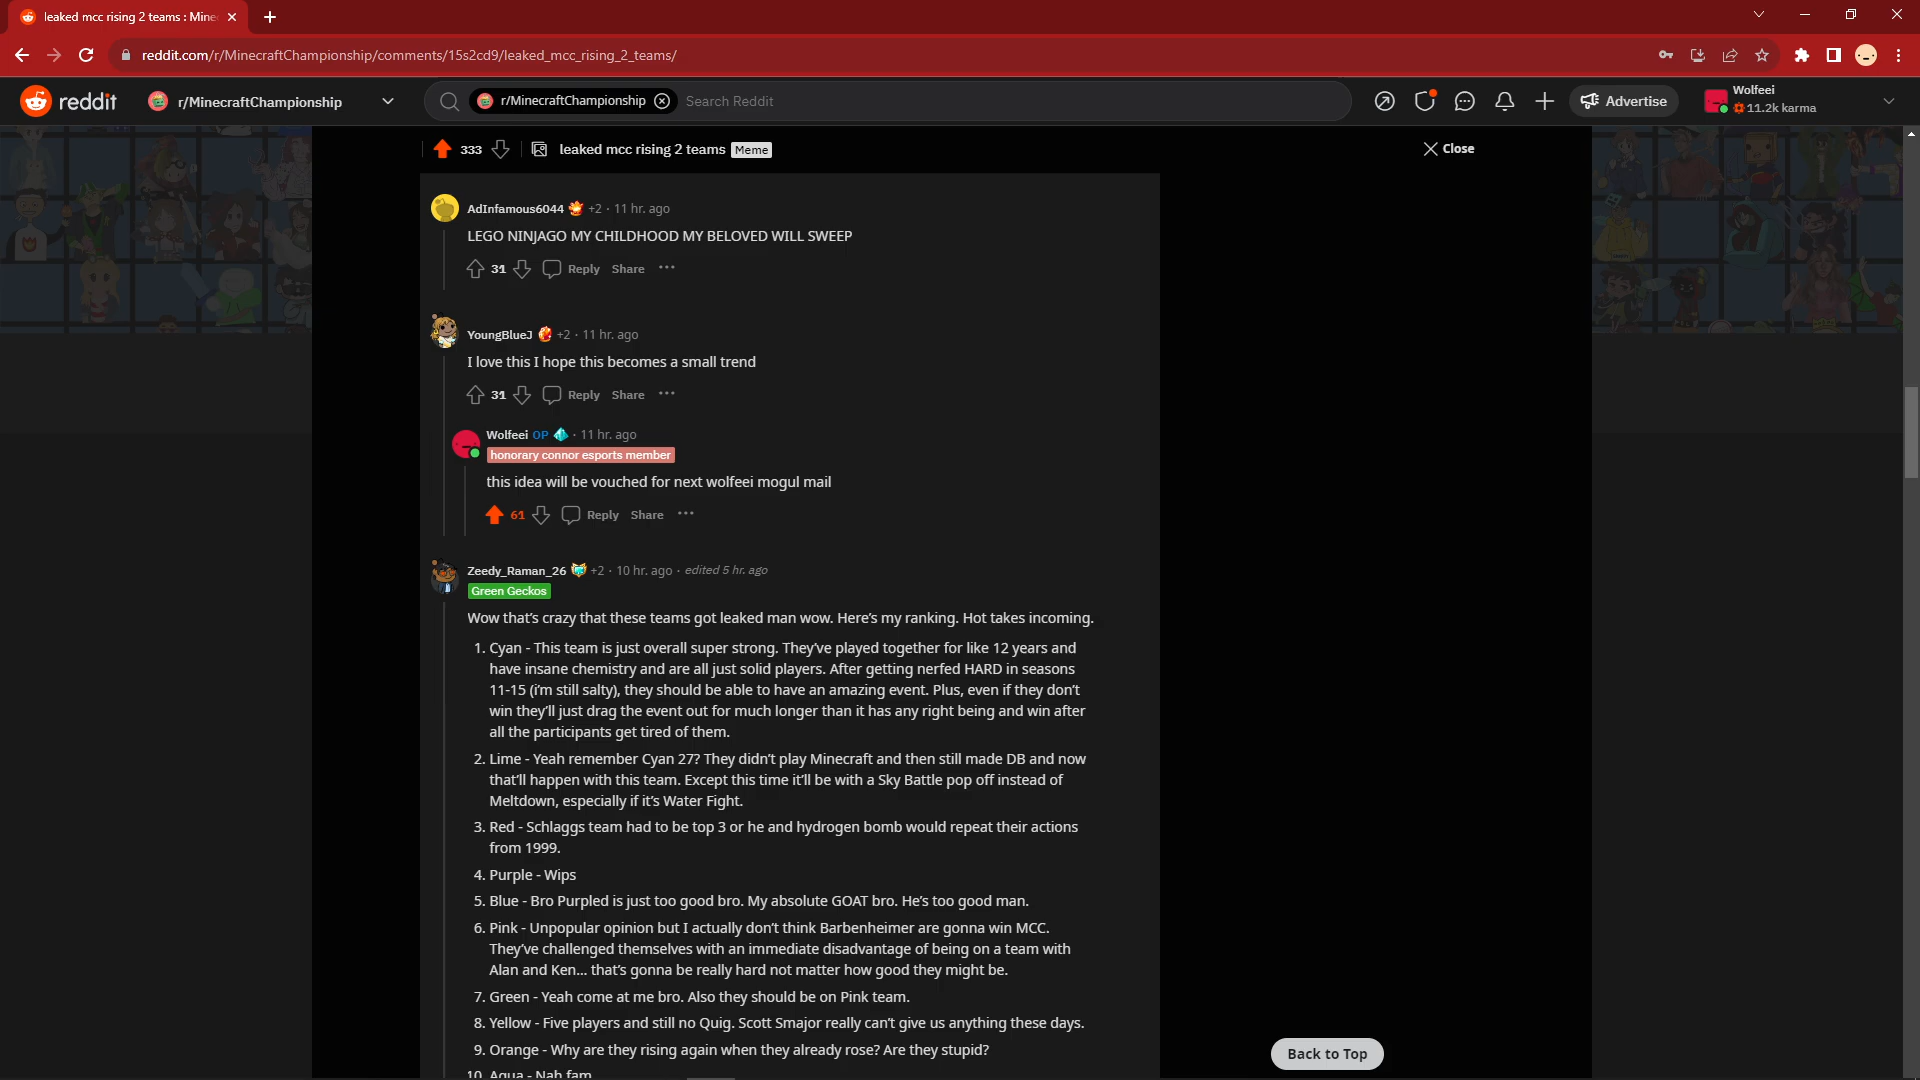 leaked mcc rising 2 teams : Mine
reddit.com/r/MinecraftChampionship/comments/15s2cd9/leaked_mcc_rising_2_teams/
reddit
r/MinecraftChampionship
r/MinecraftChampionship
Search Reddit
Advertise
Wolfeei
11.2k karma
333
leaked mcc rising 2 teams
Meme
Close
AdInfamous6044 +2 · 11 hr. ago
LEGO NINJAGO MY CHILDHOOD MY BELOVED WILL SWEEP
31 Reply Share ···
YoungBlueJ +2 · 11 hr. ago
I love this I hope this becomes a small trend
31 Reply Share ···
Wolfeei OP · 11 hr. ago
honorary connor esports member
this idea will be vouched for next wolfeei mogul mail
61 Reply Share ···
Zeedy_Raman_26 +2 · 10 hr. ago · edited 5 hr. ago
Green Geckos
Wow that's crazy that these teams got leaked man wow. Here's my ranking. Hot takes incoming.
1. Cyan - This team is just overall super strong. They've played together for like 12 years and
have insane chemistry and are all just solid players. After getting nerfed HARD in seasons
11-15 (i'm still salty), they should be able to have an amazing event. Plus, even if they don't
win they'll just drag the event out for much longer than it has any right being and win after
all the participants get tired of them.
2. Lime - Yeah remember Cyan 27? They didn't play Minecraft and then still made DB and now
that'll happen with this team. Except this time it'll be with a Sky Battle pop off instead of
Meltdown, especially if it's Water Fight.
3. Red - Schlaggs team had to be top 3 or he and hydrogen bomb would repeat their actions
from 1999.
4. Purple - Wips
5. Blue - Bro Purpled is just too good bro. My absolute GOAT bro. He's too good man.
6. Pink - Unpopular opinion but I actually don't think Barbenheimer are gonna win MCC.
They've challenged themselves with an immediate disadvantage of being on a team with
Alan and Ken... that's gonna be really hard not matter how good they might be.
7. Green - Yeah come at me bro. Also they should be on Pink team.
8. Yellow - Five players and still no Quig. Scott Smajor really can't give us anything these days.
9. Orange - Why are they rising again when they already rose? Are they stupid?
10. Aqua - Nah fam
Back to Top